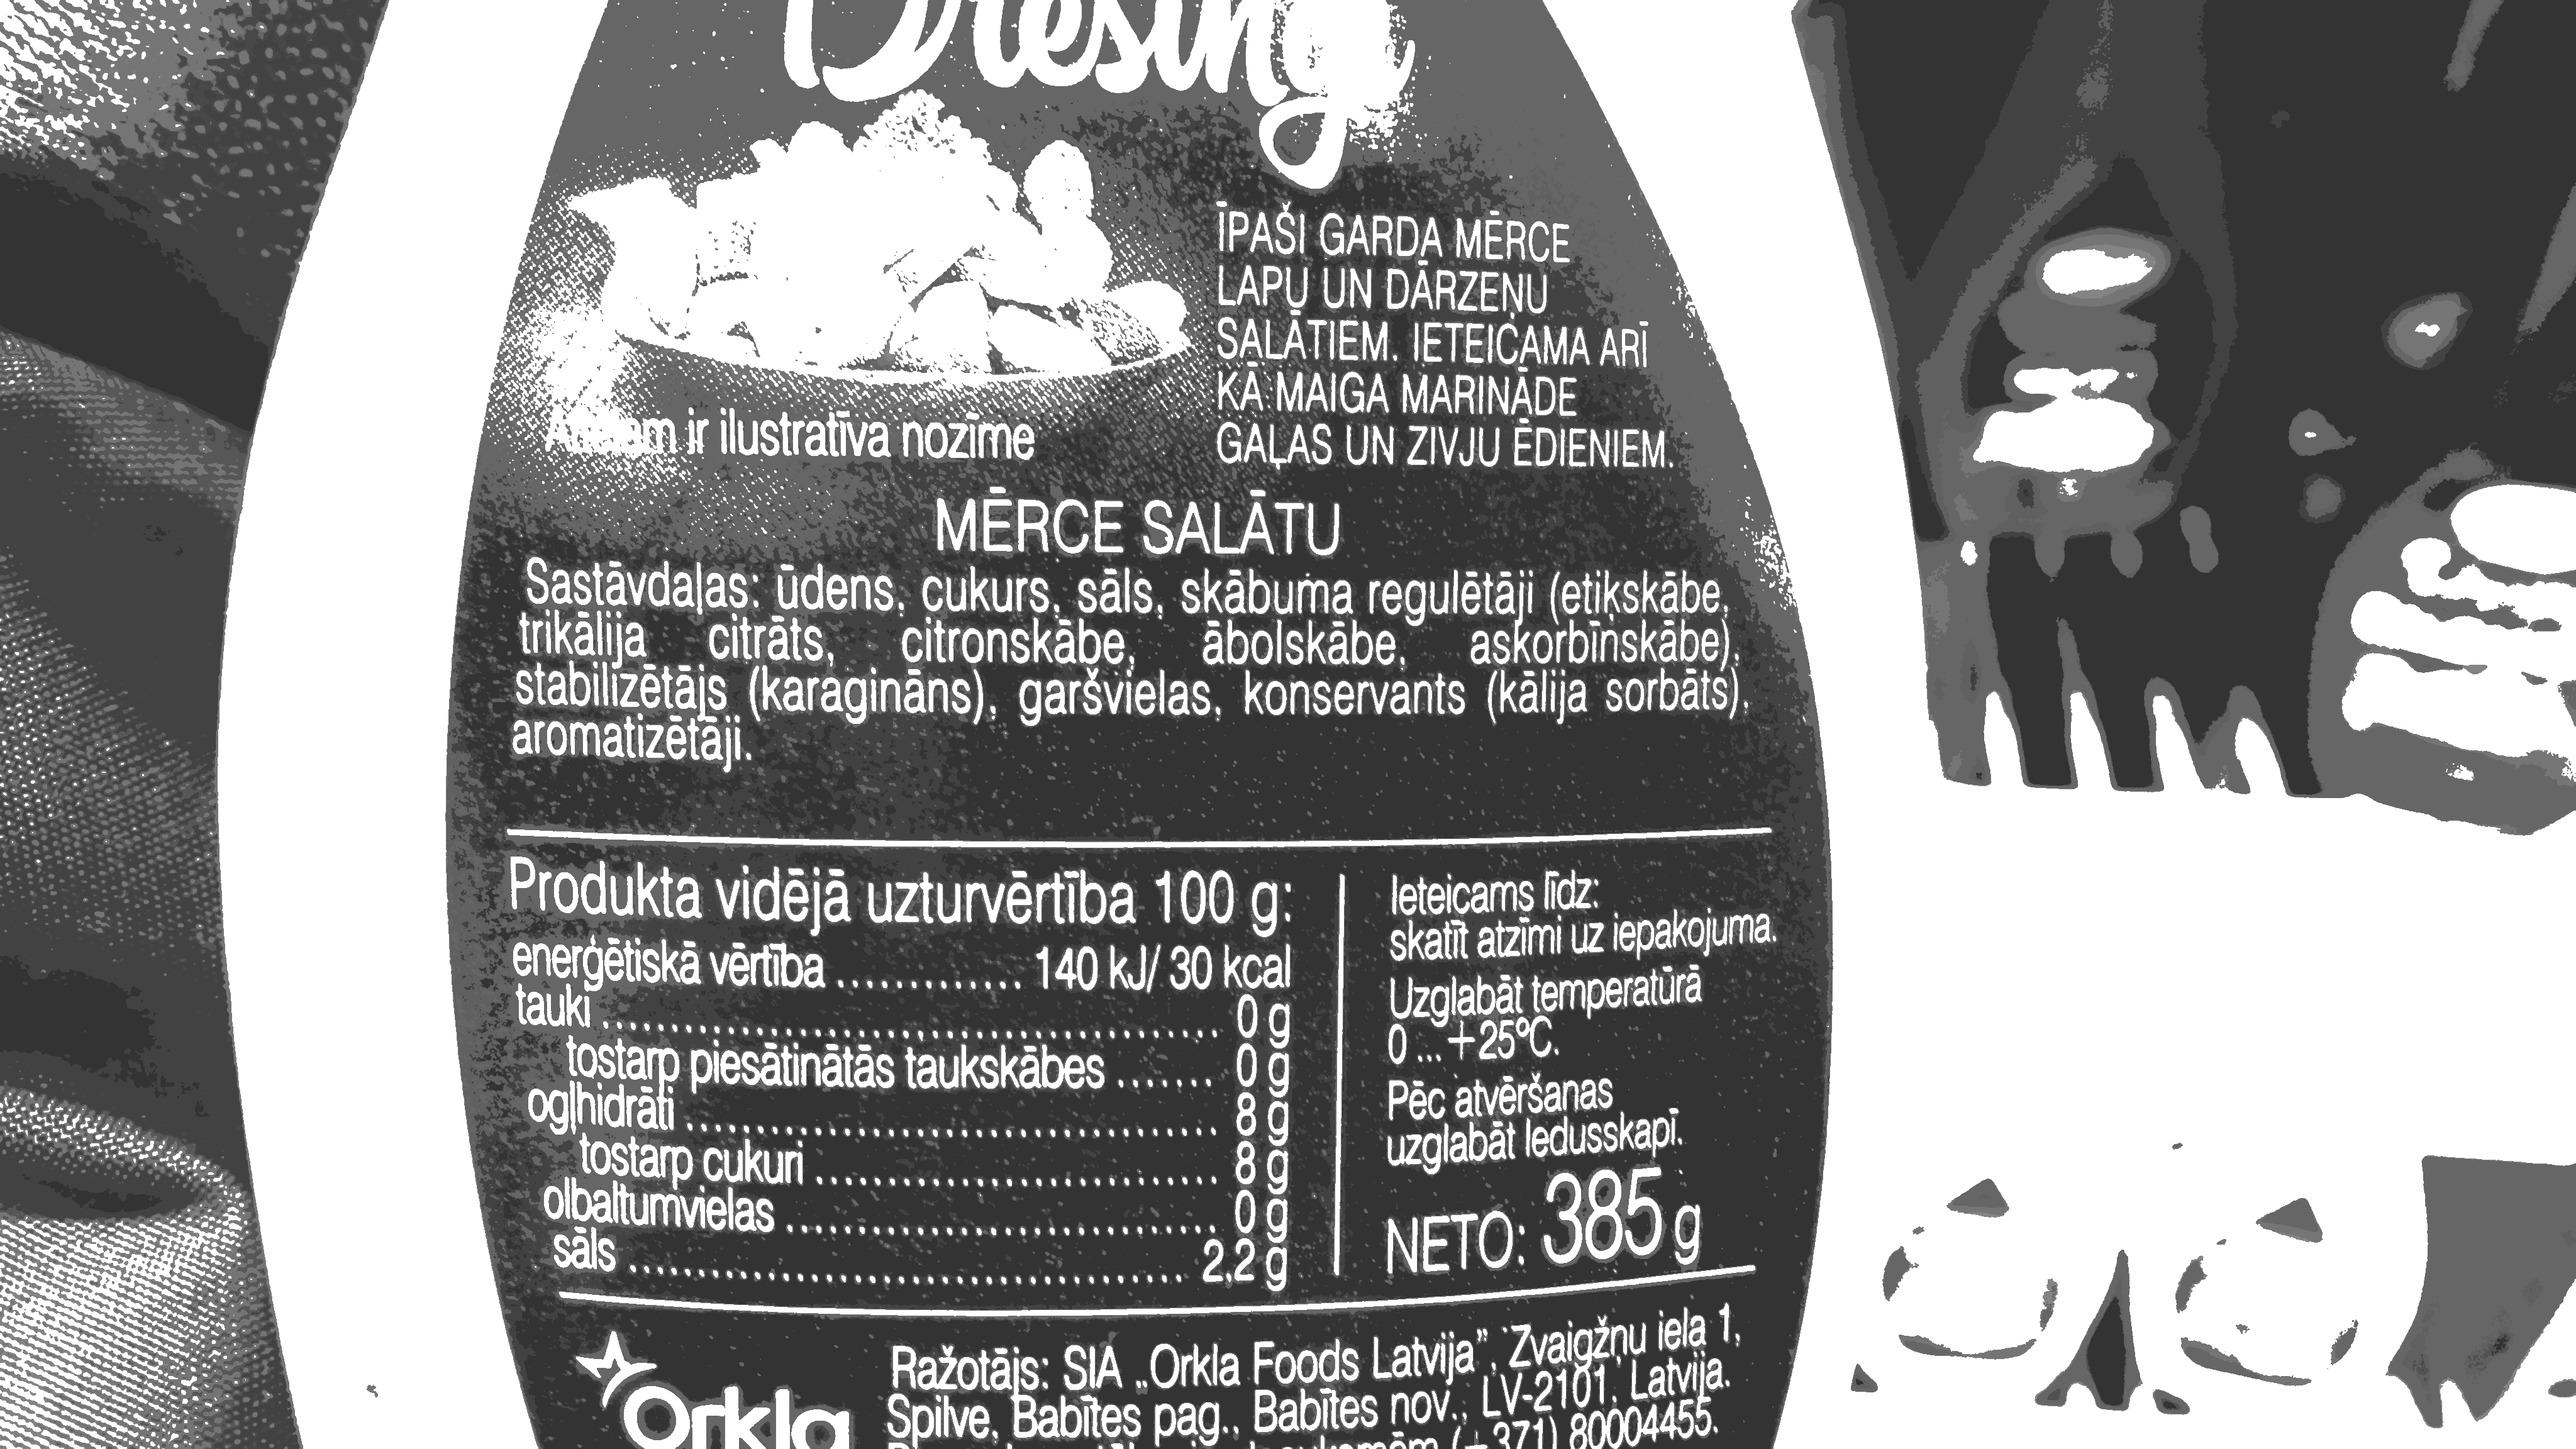 Dresing
ĪPAŠI GARDA MĒRCE
LAPU UN DĀRZEŅU
SALĀTIEM. IETEICAMA ARĪ
KĀ MAIGA MARINĀDE
GAĻAS UN ZIVJU ĒDIENIEM.
ir ilustratīva nozīme
MĒRCE SALĀTU
Sastāvdaļas: ūdens, cukurs, sāls, skābuma regulētāji (etiķskābe,
trikālija citrāts, citronskābe, ābolskābe, askorbīnskābe),
stabilizētājs (karagināns), garšvielas, konservants (kālija sorbāts),
aromatizētāji.
Produkta vidējā uzturvērtība 100 g:
enerģētiskā vērtība ............. 140 kJ/ 30 kcal
tauki ............................................. 0 g
tostarp piesātinātās taukskābes ....... 0 g
ogļhidrāti ....................................... 8 g
tostarp cukuri .............................. 8 g
olbaltumvielas ................................ 0 g
sāls ......................................... 2,2 g
Ieteicams līdz:
skatīt atzīmi uz iepakojuma.
Uzglabāt temperatūrā
0 ... +25ºC.
Pēc atvēršanas
uzglabāt ledusskapī.
NETO: 385 g
Orkla
Ražotājs: SIA „Orkla Foods Latvija”, Zvaigžņu iela 1,
Spilve, Babītes pag., Babītes nov., LV-2101, Latvija.
(+371) 80004455.